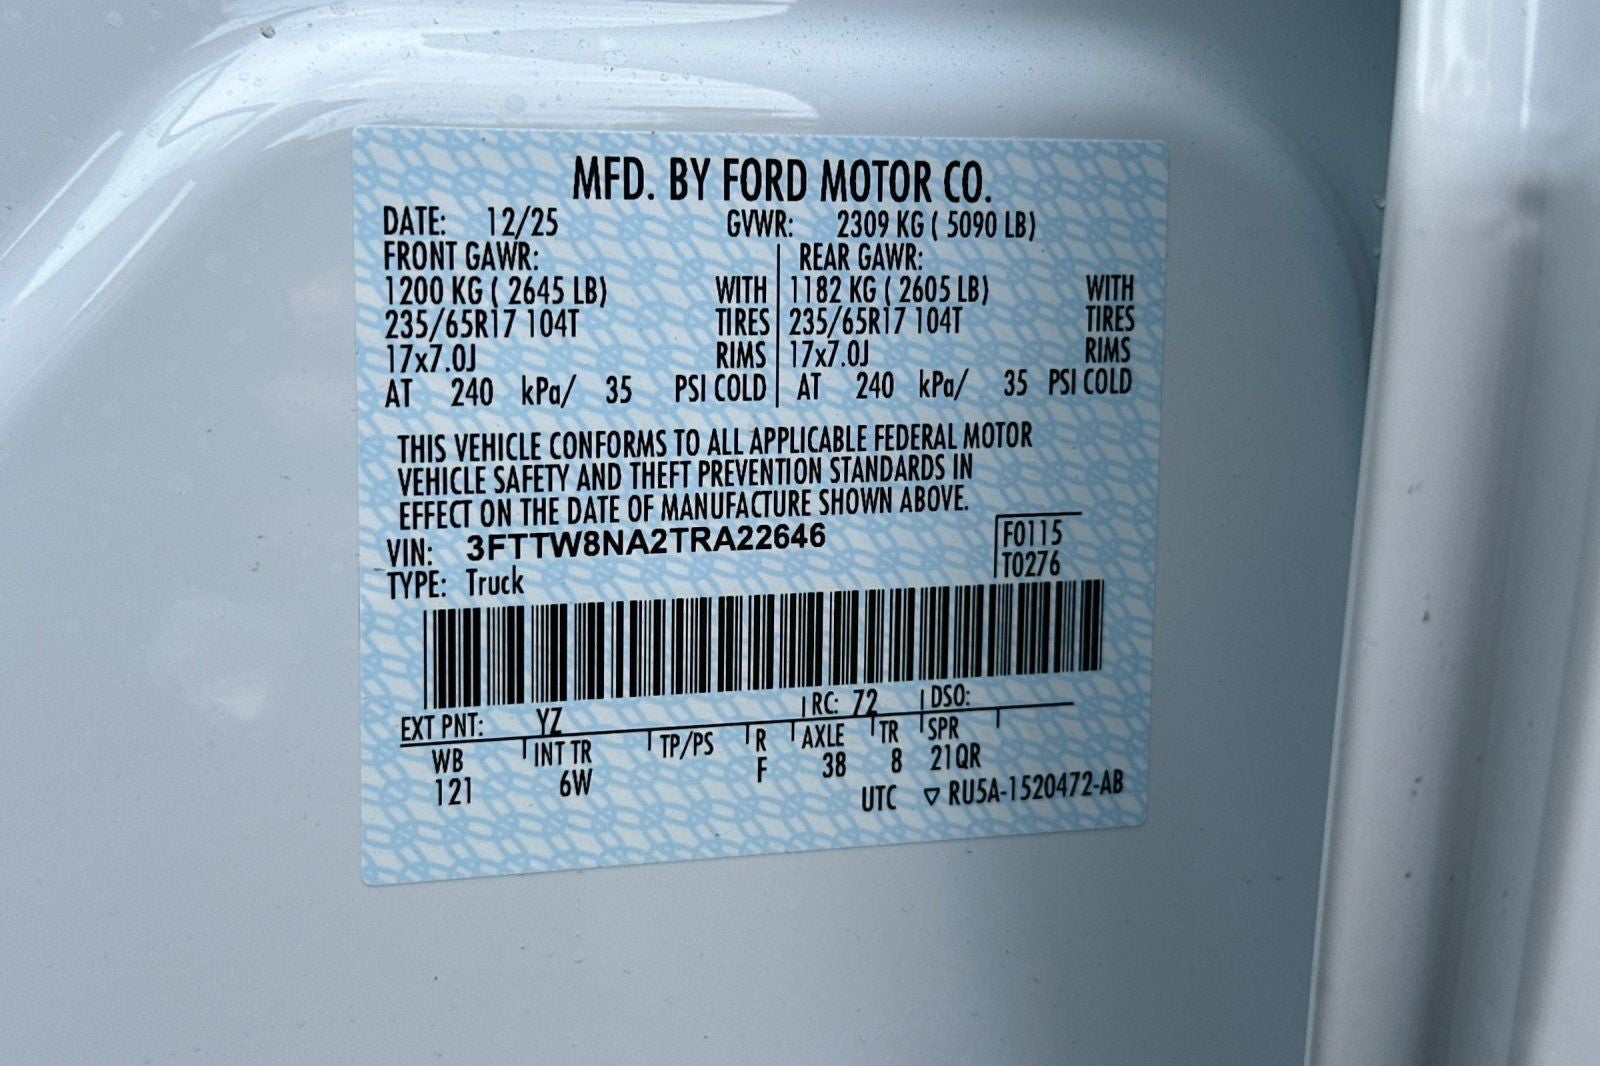 MFD. BY FORD MOTOR CO.
DATE: 12/25 GVWR: 2309 KG ( 5090 LB)
FRONT GAWR: REAR GAWR:
1200 KG ( 2645 LB) WITH 1182 KG ( 2605 LB) WITH
235/65R17 104T TIRES 235/65R17 104T TIRES
17x7.0J RIMS 17x7.0J RIMS
AT 240 kPa/ 35 PSI COLD AT 240 kPa/ 35 PSI COLD
THIS VEHICLE CONFORMS TO ALL APPLICABLE FEDERAL MOTOR
VEHICLE SAFETY AND THEFT PREVENTION STANDARDS IN
EFFECT ON THE DATE OF MANUFACTURE SHOWN ABOVE.
VIN: 3FTTW8NA2TRA22646 F0115
TYPE: Truck T0276
EXT PNT: YZ RC: 72 DSO:
WB INT TR TP/PS R AXLE TR SPR
121 6W F 38 8 21QR
UTC ▽ RU5A-1520472-AB